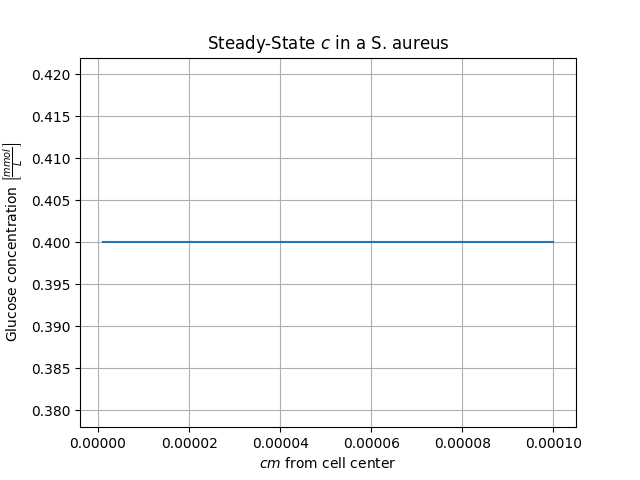 Steady-State c in a S. aureus
Glucose concentration [mmol/L]
0.420
0.415
0.410
0.405
0.400
0.395
0.390
0.385
0.380
0.00000 0.00002 0.00004 0.00006 0.00008 0.00010
cm from cell center